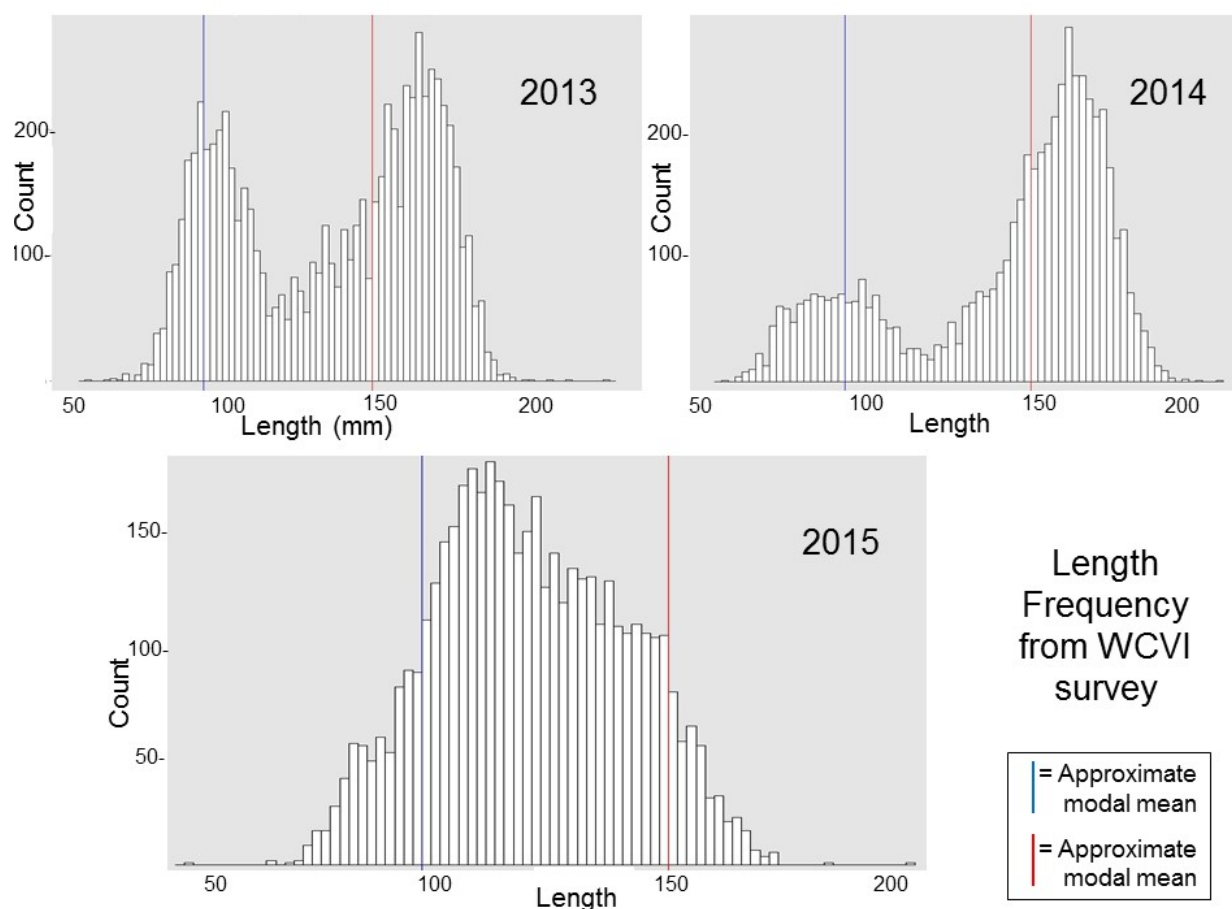 2013
200-
100-
Count
50 100 150 200
Length (mm)
2014
200-
100-
Count
50 100 150 200
Length
2015
150-
100-
50-
Count
50 100 150 200
Length
Length
Frequency
from WCVI
survey
= Approximate
modal mean
= Approximate
modal mean